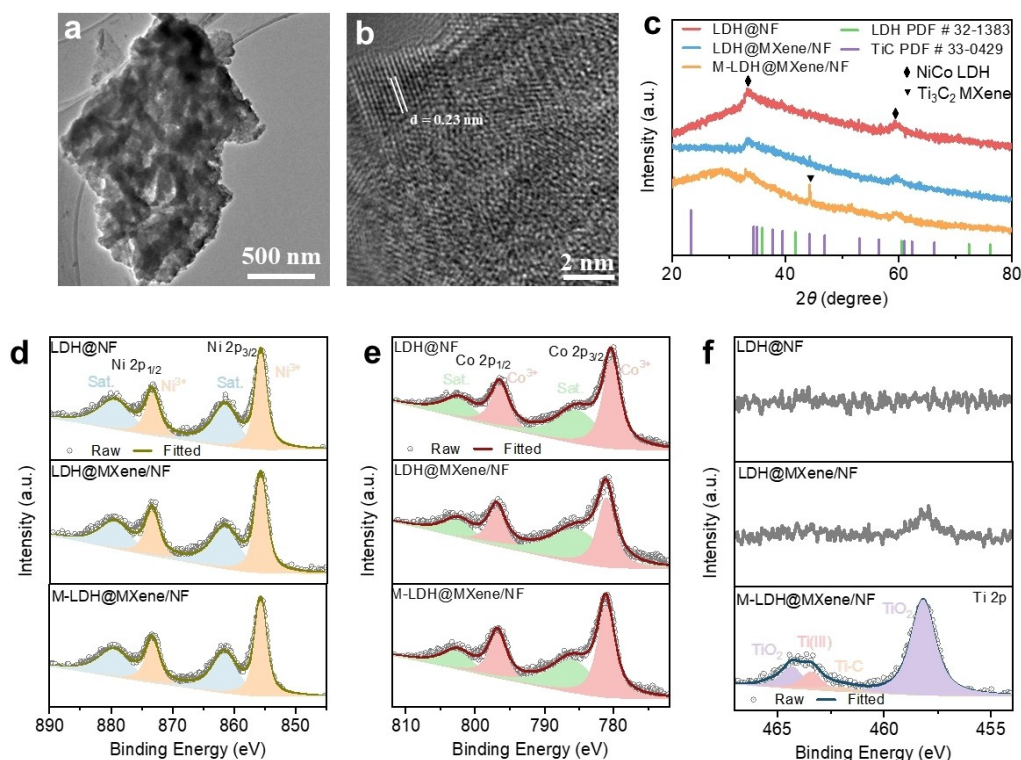 a
500 nm
b
d = 0.23 nm
2 nm
c
LDH@NF
LDH@MXene/NF
M-LDH@MXene/NF
LDH PDF # 32-1383
TiC PDF # 33-0429
NiCo LDH
Ti₃C₂ MXene
Intensity (a.u.)
20 40 60 80
2θ (degree)
d
LDH@NF
Ni 2p₁/₂
Ni 2p₃/₂
Sat.
Ni³⁺
Sat.
Ni³⁺
Raw Fitted
LDH@MXene/NF
M-LDH@MXene/NF
Intensity (a.u.)
890 880 870 860 850
Binding Energy (eV)
e
LDH@NF
Co 2p₁/₂
Co 2p₃/₂
Sat.
Co³⁺
Sat.
Co³⁺
Raw Fitted
LDH@MXene/NF
M-LDH@MXene/NF
Intensity (a.u.)
810 800 790 780
Binding Energy (eV)
f
LDH@NF
LDH@MXene/NF
M-LDH@MXene/NF
Ti 2p
TiO₂
Ti(III)
Ti-C
TiO₂
Raw Fitted
Intensity (a.u.)
465 460 455
Binding Energy (eV)